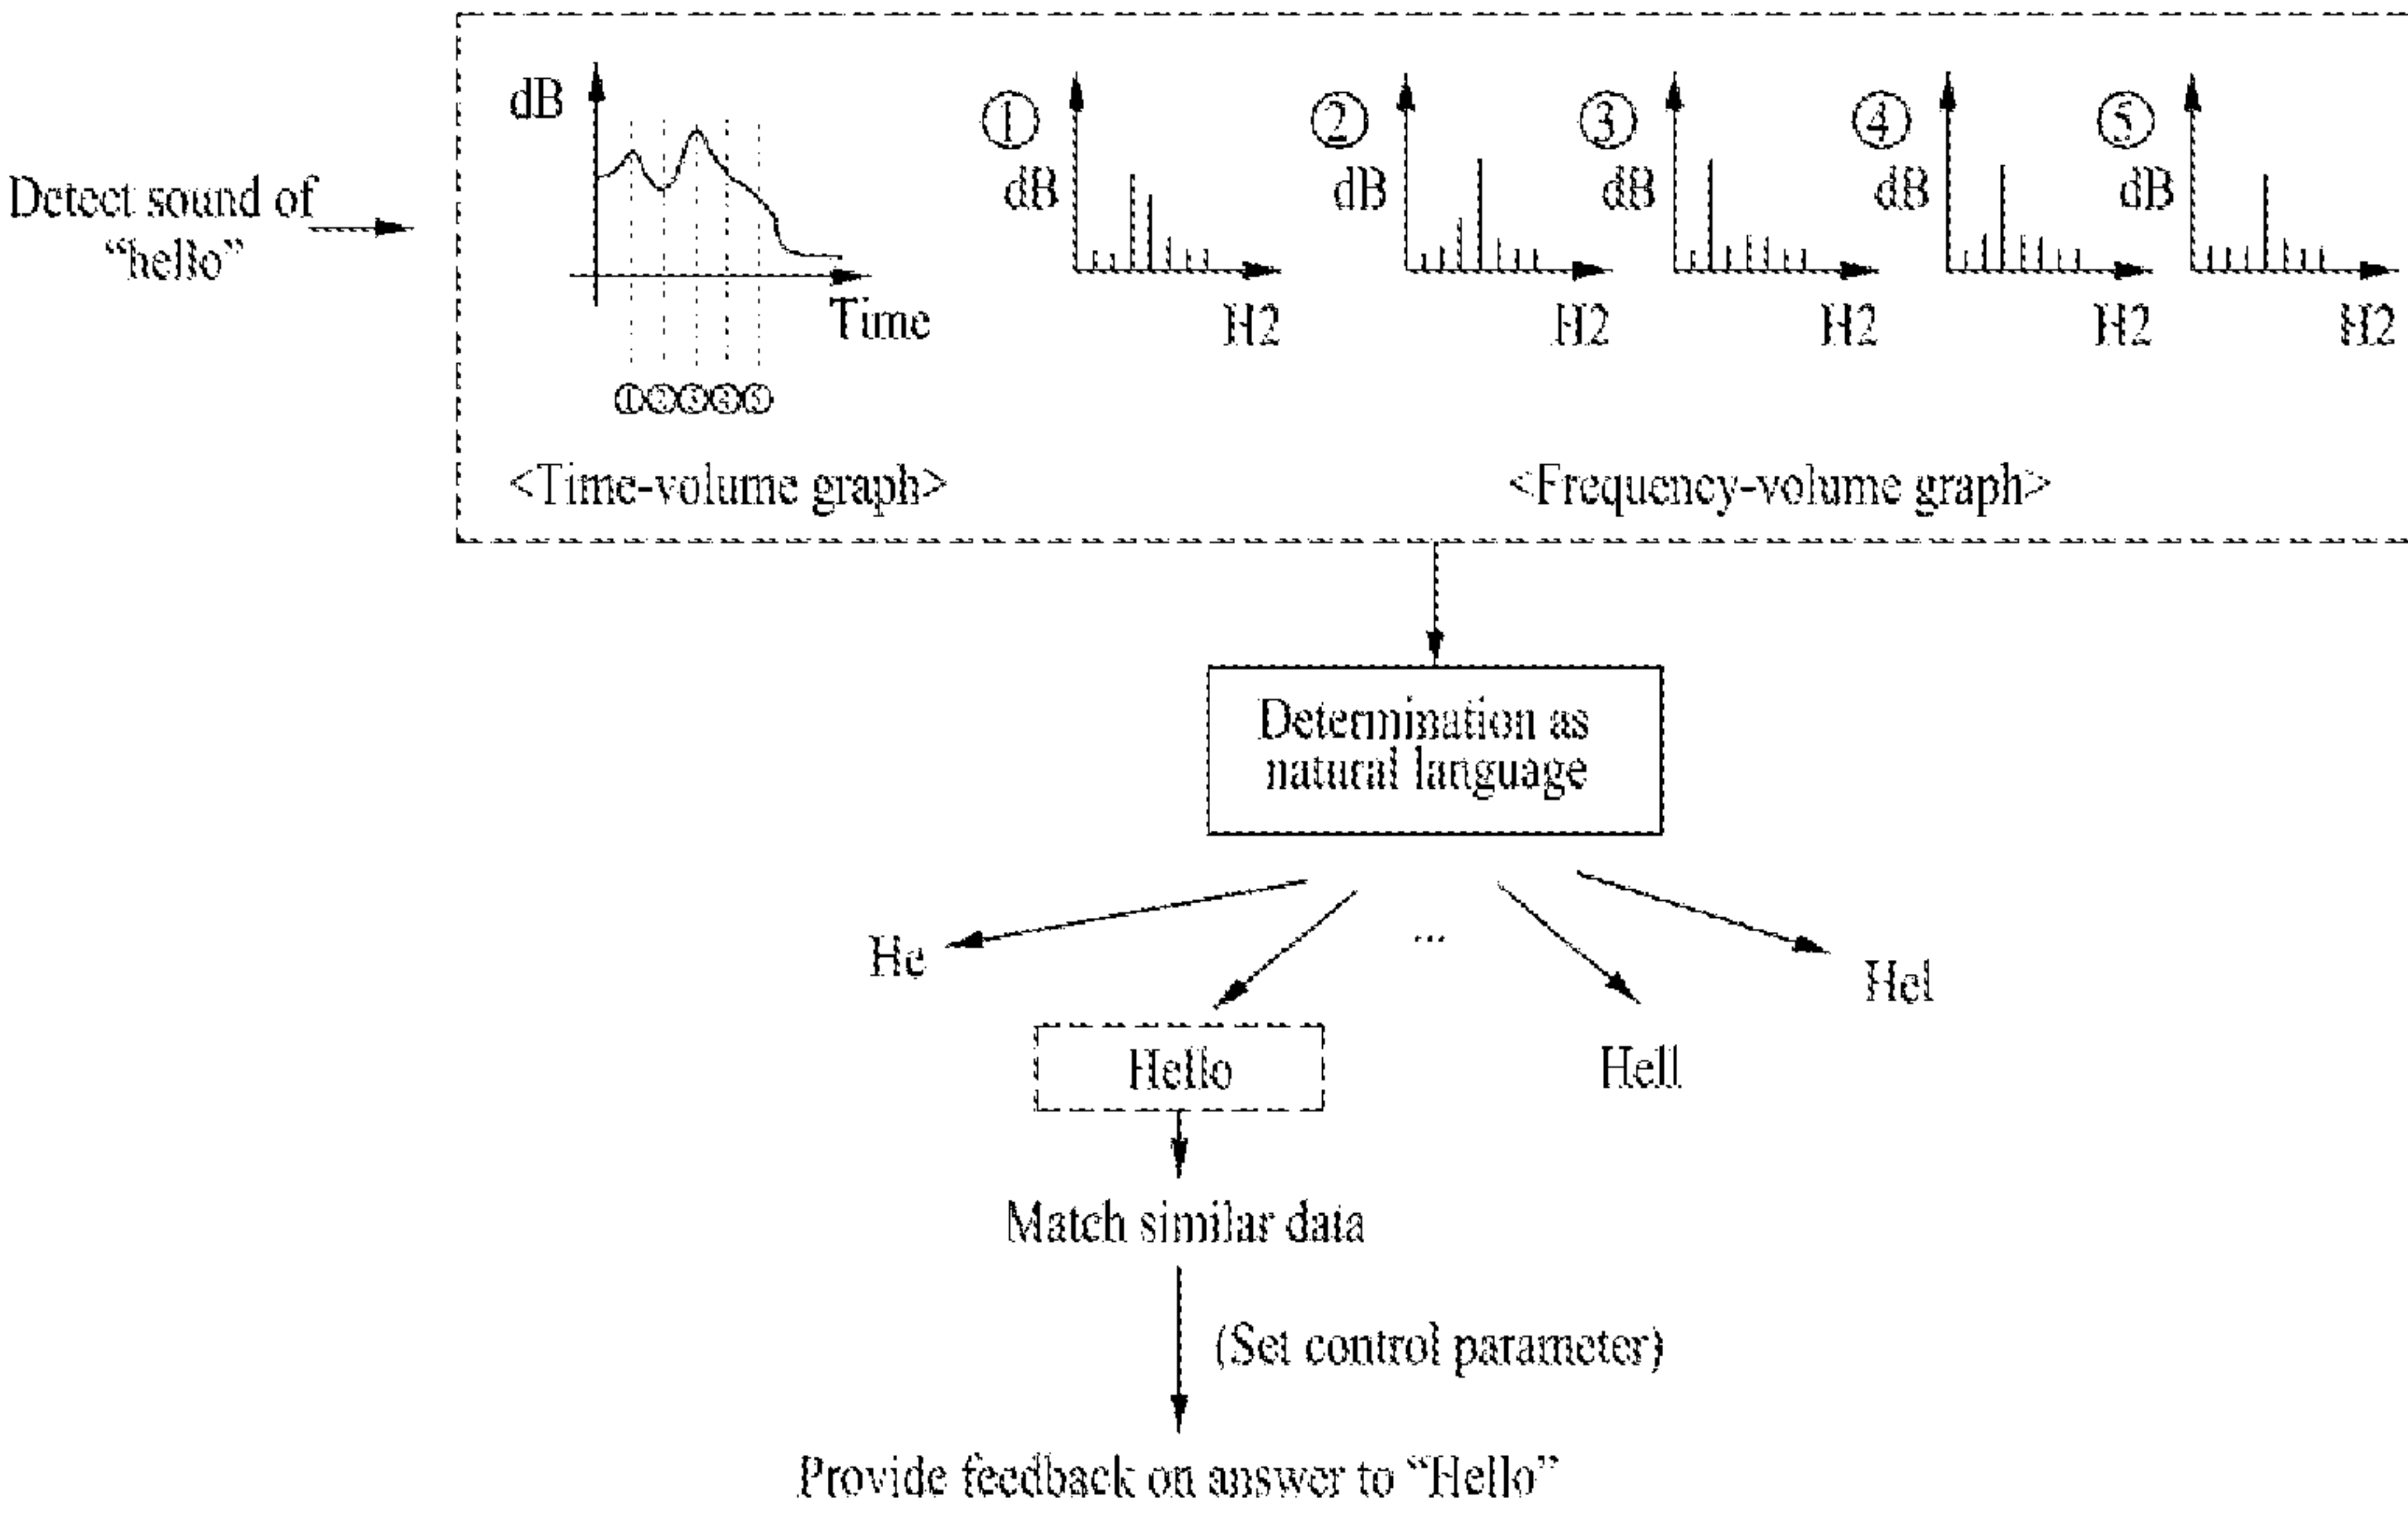 Detect sound of
“hello”
dB
Time
①②③④⑤
<Time-volume graph>
①
dB
H2
②
dB
H2
③
dB
H2
④
dB
H2
⑤
dB
H2
<Frequency-volume graph>
Determination as
natural language
He
...
Hel
Hello
Hell
Match similar data
(Set control parameter)
Provide feedback on answer to “Hello”